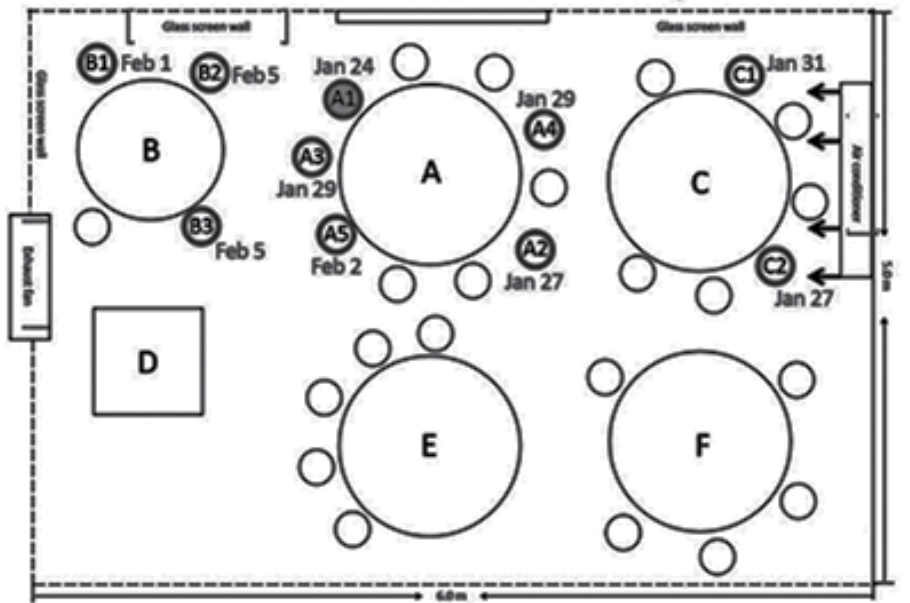 Glass screen wall
Glass screen wall
B1 Feb 1
B2 Feb 5
Jan 24
A1
C1 Jan 31
Glass screen wall
Jan 29
A4
B
A3
Jan 29
A
C
Air conditioner
B3
Feb 5
A5
Feb 2
A2
Jan 27
C2
Jan 27
Exhaust fan
5.0 m
D
E
F
6.0 m